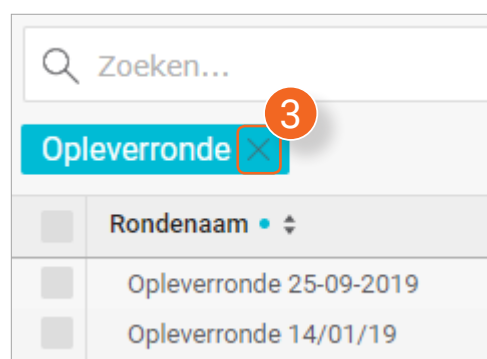 Zoeken...
3
Opleverronde
Rondenaam
Opleverronde 25-09-2019
Opleverronde 14/01/19